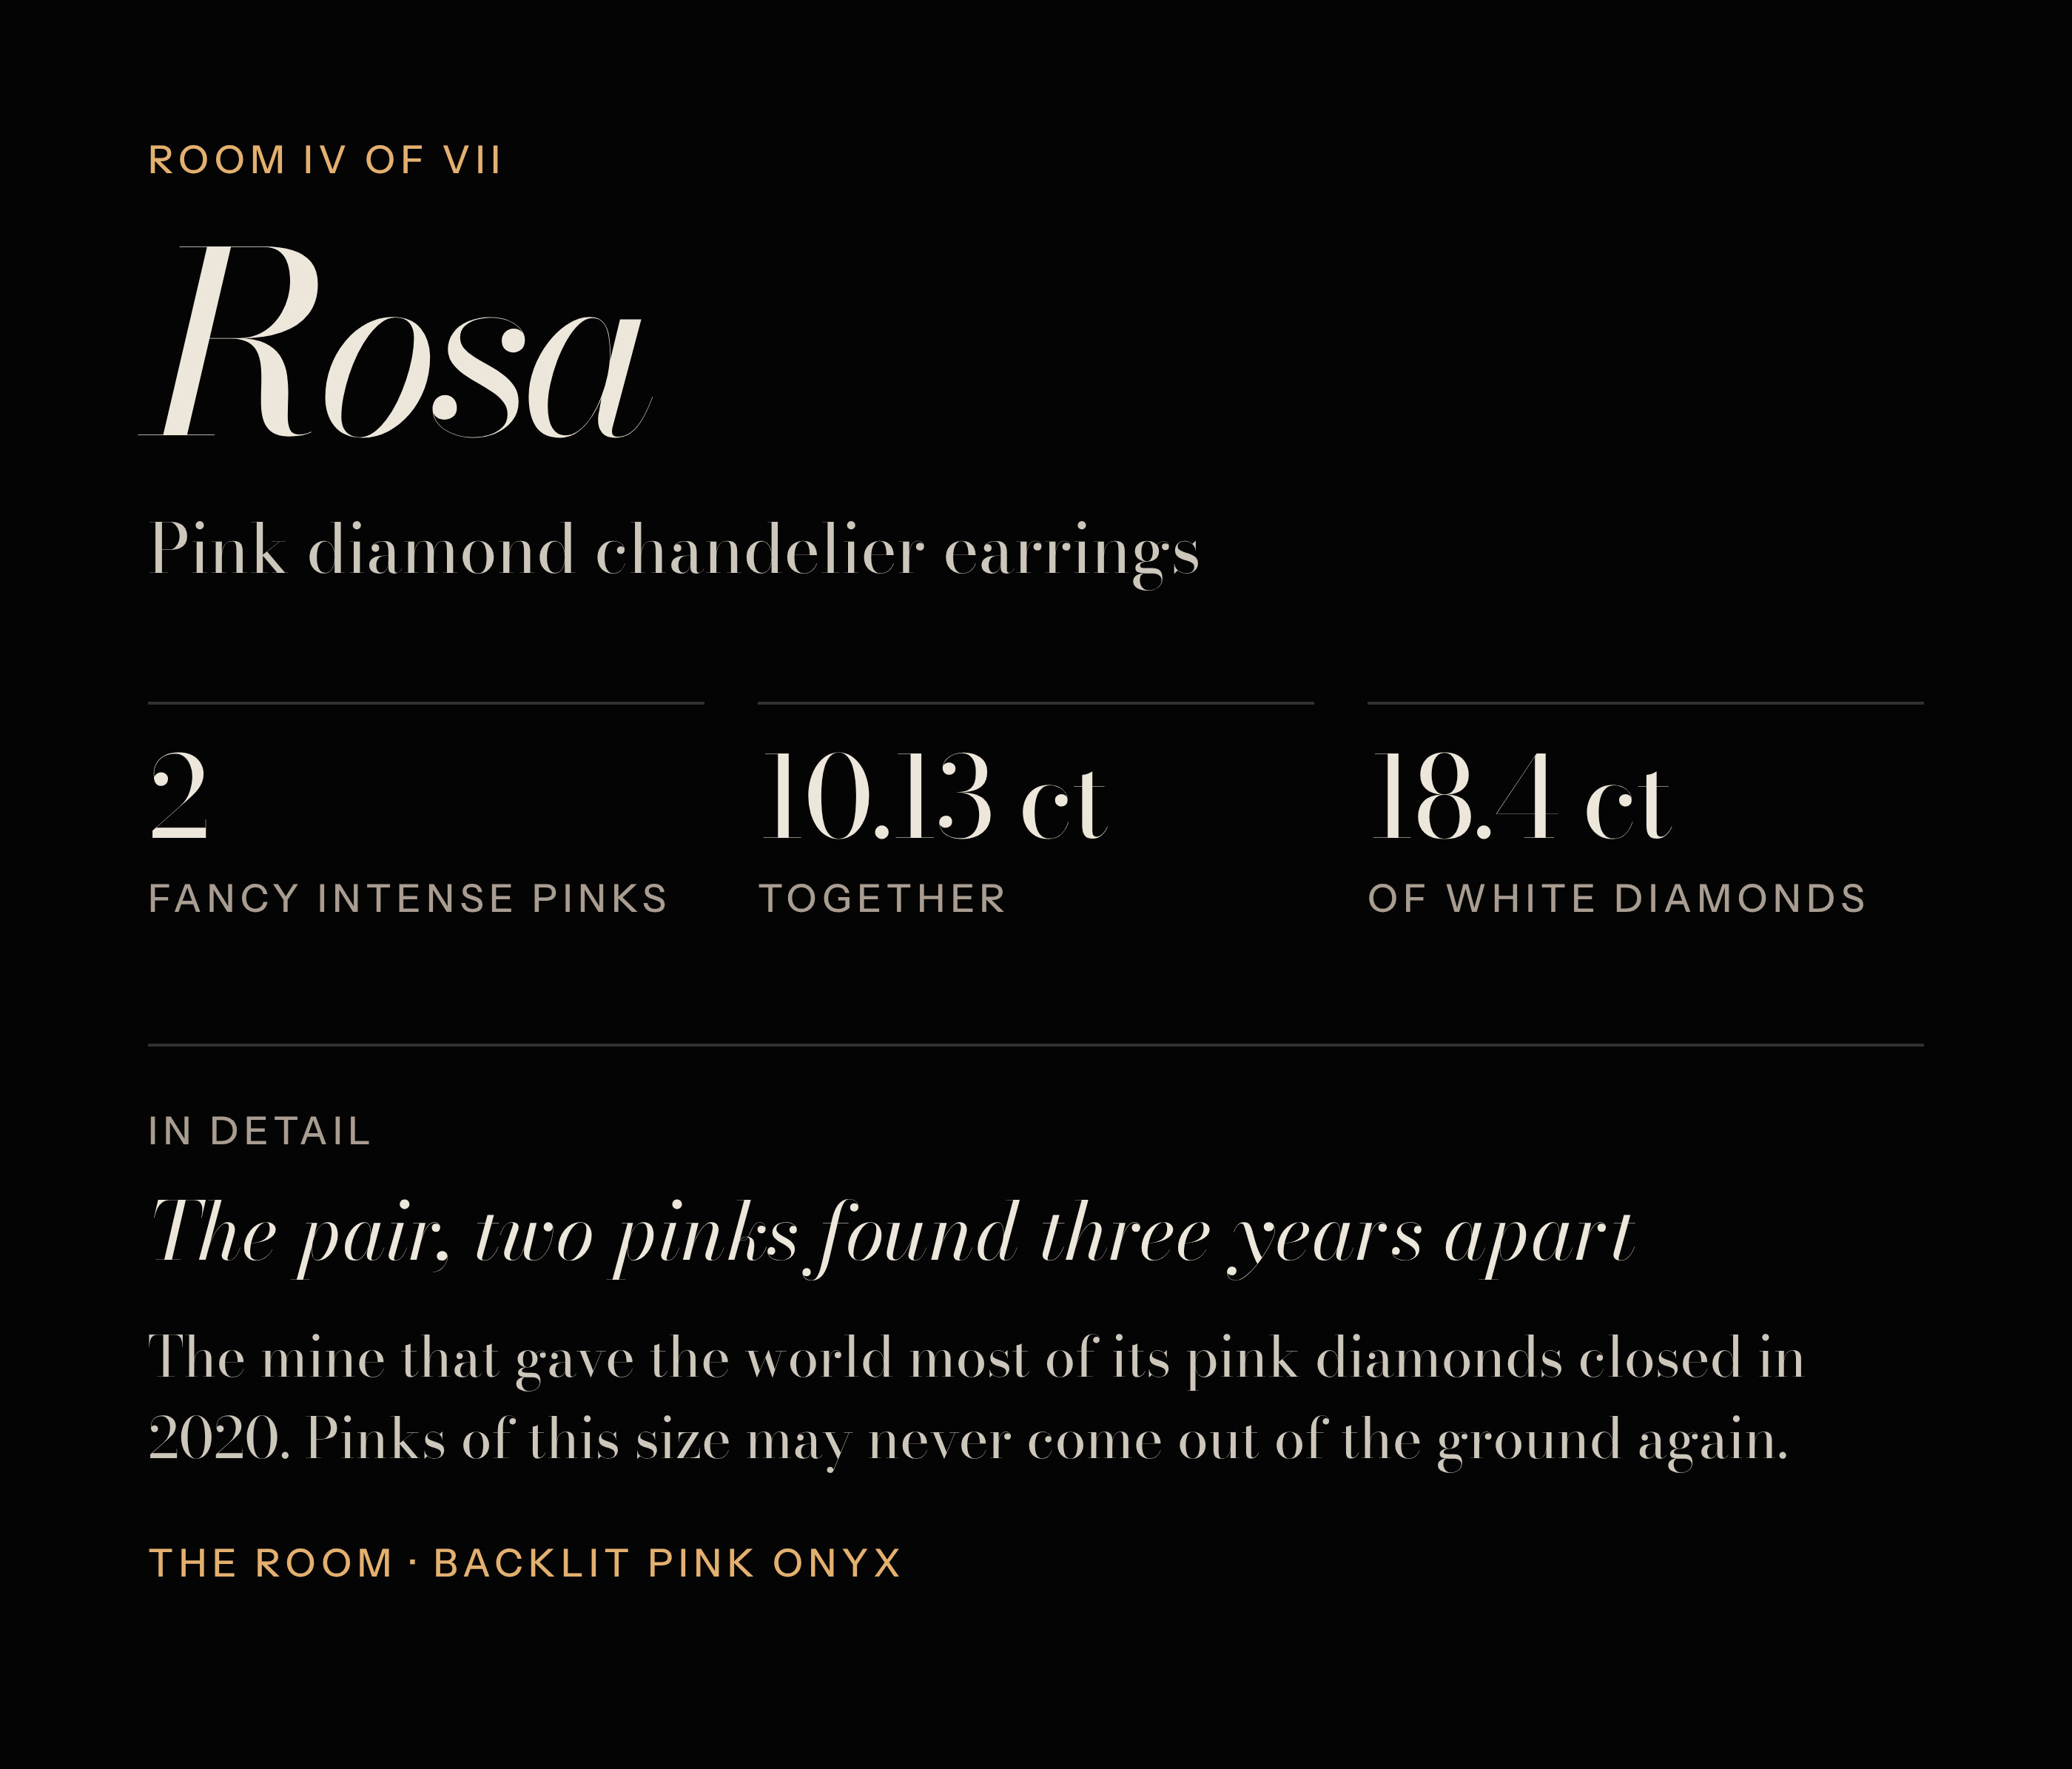 ROOM IV OF VII
Rosa
Pink diamond chandelier earrings
2
FANCY INTENSE PINKS
10.13 ct
TOGETHER
18.4 ct
OF WHITE DIAMONDS
IN DETAIL
The pair, two pinks found three years apart
The mine that gave the world most of its pink diamonds closed in
2020. Pinks of this size may never come out of the ground again.
THE ROOM · BACKLIT PINK ONYX